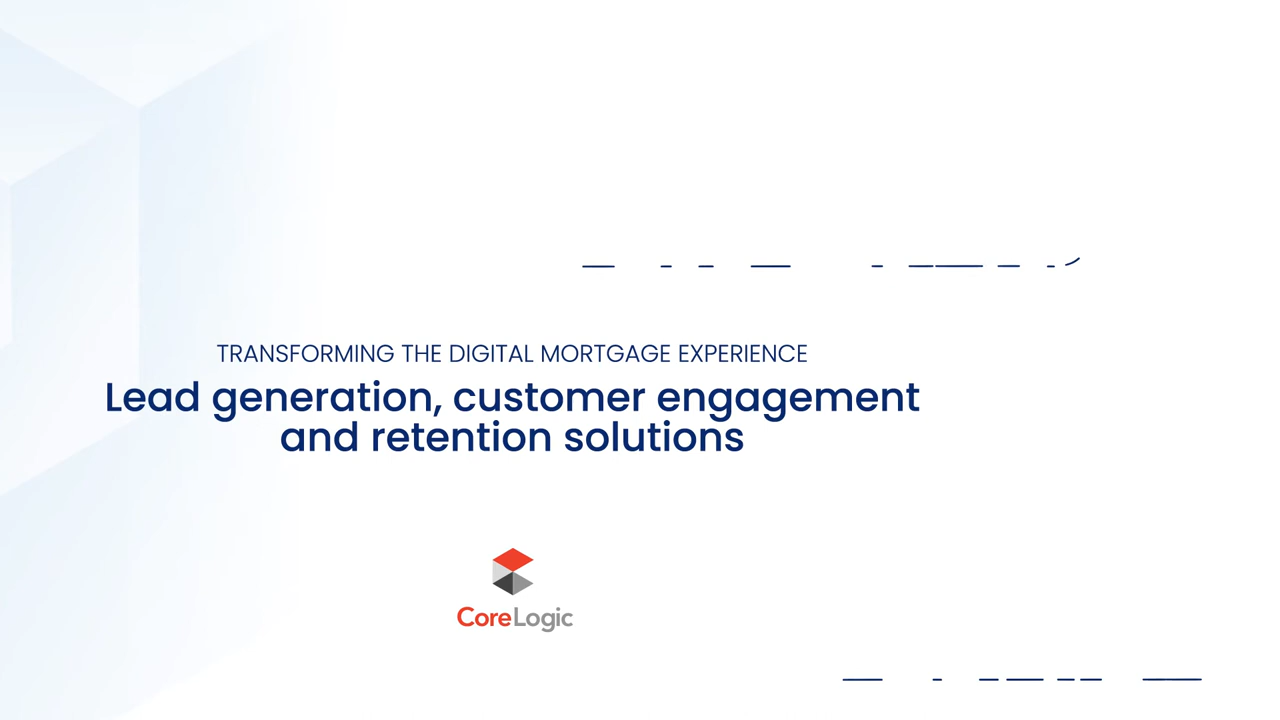 TRANSFORMING THE DIGITAL MORTGAGE EXPERIENCE
Lead generation, customer engagement
and retention solutions
CoreLogic